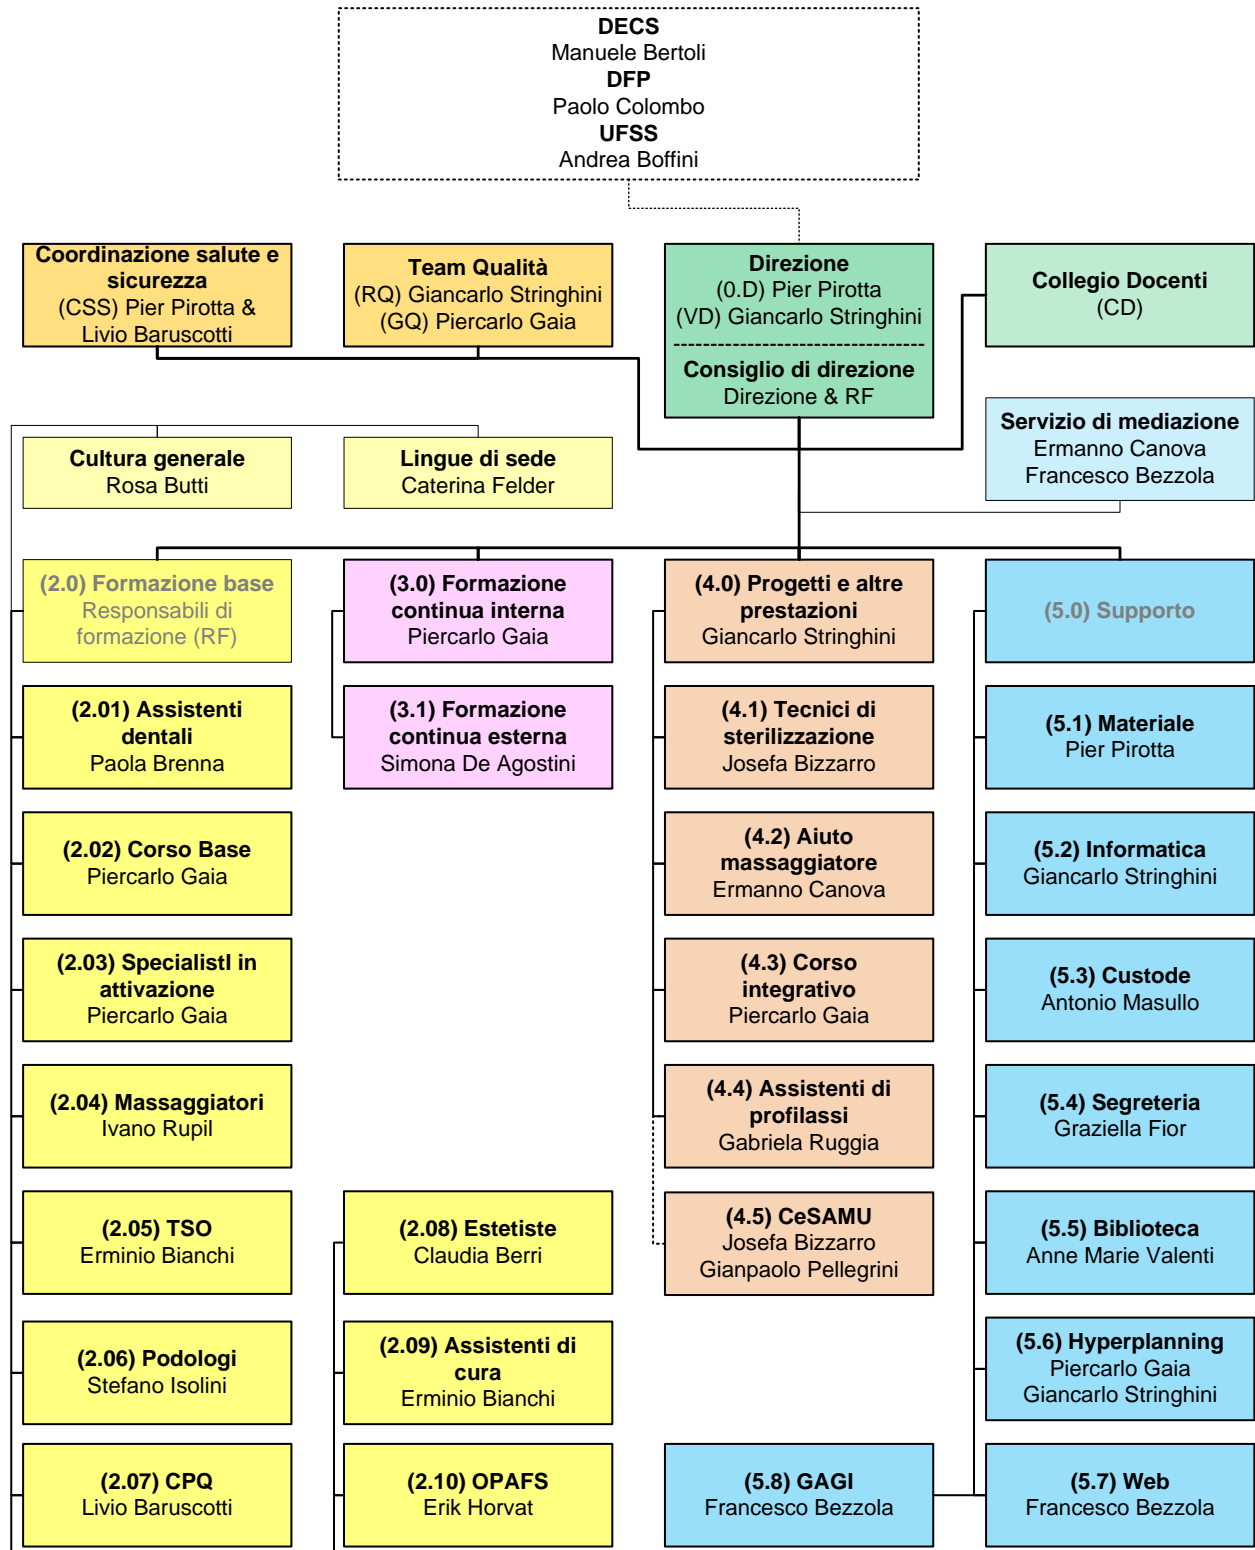 DECS
Manuele Bertoli
DFP
Paolo Colombo
UFSS
Andrea Boffini
Coordinazione salute e
sicurezza
(CSS) Pier Pirotta &
Livio Baruscotti
Team Qualità
(RQ) Giancarlo Stringhini
(GQ) Piercarlo Gaia
Direzione
(0.D) Pier Pirotta
(VD) Giancarlo Stringhini
Consiglio di direzione
Direzione & RF
Collegio Docenti
(CD)
Servizio di mediazione
Ermanno Canova
Francesco Bezzola
Cultura generale
Rosa Butti
Lingue di sede
Caterina Felder
(2.0) Formazione base
Responsabili di
formazione (RF)
(3.0) Formazione
continua interna
Piercarlo Gaia
(4.0) Progetti e altre
prestazioni
Giancarlo Stringhini
(5.0) Supporto
(2.01) Assistenti
dentali
Paola Brenna
(3.1) Formazione
continua esterna
Simona De Agostini
(4.1) Tecnici di
sterilizzazione
Josefa Bizzarro
(5.1) Materiale
Pier Pirotta
(2.02) Corso Base
Piercarlo Gaia
(4.2) Aiuto
massaggiatore
Ermanno Canova
(5.2) Informatica
Giancarlo Stringhini
(2.03) SpecialistI in
attivazione
Piercarlo Gaia
(4.3) Corso
integrativo
Piercarlo Gaia
(5.3) Custode
Antonio Masullo
(2.04) Massaggiatori
Ivano Rupil
(4.4) Assistenti di
profilassi
Gabriela Ruggia
(5.4) Segreteria
Graziella Fior
(2.05) TSO
Erminio Bianchi
(2.08) Estetiste
Claudia Berri
(4.5) CeSAMU
Josefa Bizzarro
Gianpaolo Pellegrini
(5.5) Biblioteca
Anne Marie Valenti
(2.06) Podologi
Stefano Isolini
(2.09) Assistenti di
cura
Erminio Bianchi
(5.6) Hyperplanning
Piercarlo Gaia
Giancarlo Stringhini
(2.07) CPQ
Livio Baruscotti
(2.10) OPAFS
Erik Horvat
(5.8) GAGI
Francesco Bezzola
(5.7) Web
Francesco Bezzola